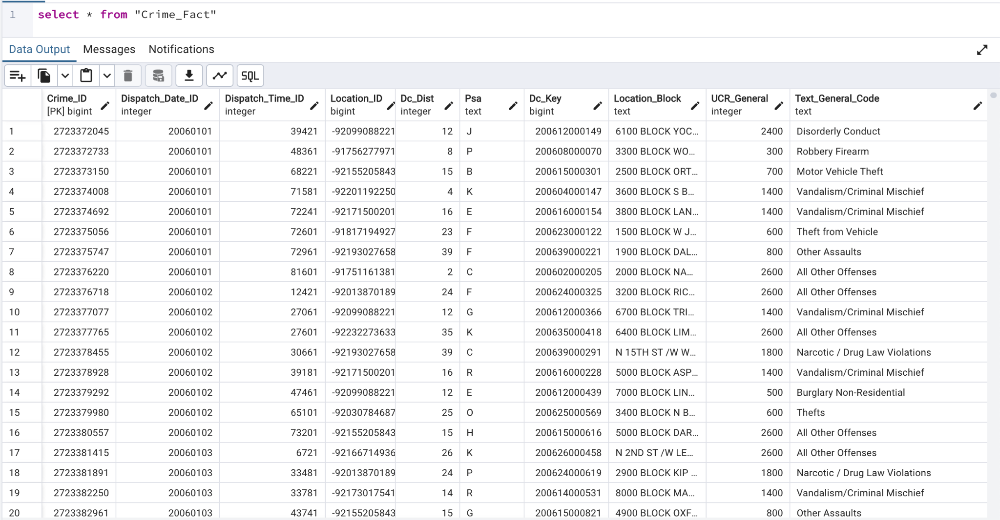 1 select * from "Crime_Fact"
Data Output Messages Notifications
SQL
Crime_ID Dispatch_Date_ID Dispatch_Time_ID Location_ID Dc_Dist Psa Dc_Key Location_Block UCR_General Text_General_Code
[PK] bigint integer integer bigint integer text bigint text integer text
1 2723372045 20060101 39421 -92099088221 12 J 200612000149 6100 BLOCK YOC... 2400 Disorderly Conduct
2 2723372733 20060101 48361 -91756277971 8 P 200608000070 3300 BLOCK WO... 300 Robbery Firearm
3 2723373150 20060101 68221 -92155205843 15 B 200615000301 2500 BLOCK ORT... 700 Motor Vehicle Theft
4 2723374008 20060101 71581 -92201192250 4 K 200604000147 3600 BLOCK S B... 1400 Vandalism/Criminal Mischief
5 2723374692 20060101 72241 -92171500201 16 E 200616000154 3800 BLOCK LAN... 1400 Vandalism/Criminal Mischief
6 2723375056 20060101 72601 -91817194927 23 F 200623000122 1500 BLOCK W J... 600 Theft from Vehicle
7 2723375747 20060101 72961 -92193027658 39 F 200639000221 1900 BLOCK DAL... 800 Other Assaults
8 2723376220 20060101 81601 -91751161381 2 C 200602000205 2000 BLOCK NA... 2600 All Other Offenses
9 2723376718 20060102 12421 -92013870189 24 F 200624000325 3200 BLOCK RIC... 2600 All Other Offenses
10 2723377077 20060102 27061 -92099088221 12 G 200612000366 6700 BLOCK TRI... 1400 Vandalism/Criminal Mischief
11 2723377765 20060102 27601 -92232273633 35 K 200635000418 6400 BLOCK LIM... 2600 All Other Offenses
12 2723378455 20060102 30661 -92193027658 39 C 200639000291 N 15TH ST /W W... 1800 Narcotic / Drug Law Violations
13 2723378928 20060102 39181 -92171500201 16 R 200616000228 5000 BLOCK ASP... 1400 Vandalism/Criminal Mischief
14 2723379292 20060102 47461 -92099088221 12 E 200612000439 7000 BLOCK LIN... 500 Burglary Non-Residential
15 2723379980 20060102 65101 -92030784687 25 O 200625000569 3400 BLOCK N B... 600 Thefts
16 2723380557 20060102 73201 -92155205843 15 H 200615000616 5000 BLOCK DAR... 2600 All Other Offenses
17 2723381415 20060103 6721 -92166714936 26 K 200626000458 N 2ND ST /W LE... 2600 All Other Offenses
18 2723381891 20060103 33481 -92013870189 24 P 200624000619 2900 BLOCK KIP ... 1800 Narcotic / Drug Law Violations
19 2723382250 20060103 33781 -92173017541 14 R 200614000531 8000 BLOCK MA... 1400 Vandalism/Criminal Mischief
20 2723382961 20060103 43741 -92155205843 15 G 200615000821 4900 BLOCK OXF... 800 Other Assaults